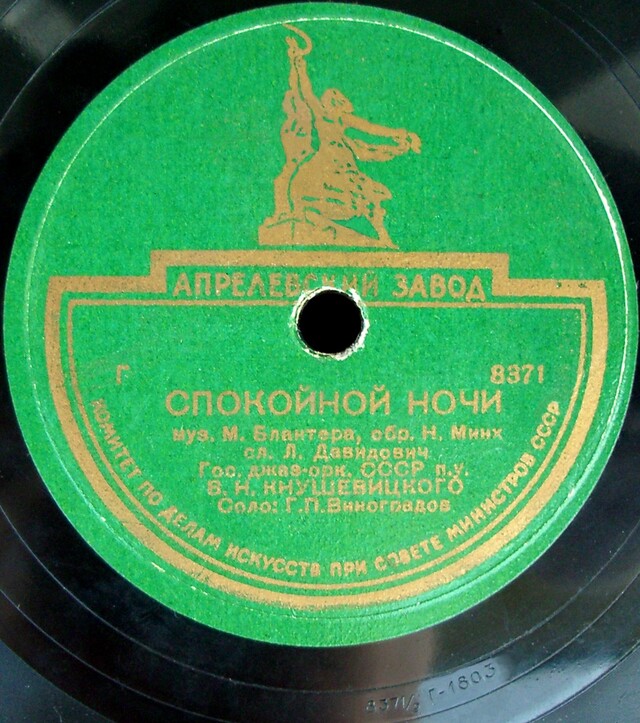 АПРЕЛЕВСКИЙ ЗАВОД
Г 8371
СПОКОЙНОЙ НОЧИ
муз. М. Блантера, обр. Н. Минх
сл. Л. Давидович
Гос. джаз-орк. СССР п.у.
В. Н. КНУШЕВИЦКОГО
Соло: Г.П.Виноградов
КОМИТЕТ ПО ДЕЛАМ ИСКУССТВ ПРИ СОВЕТЕ МИНИСТРОВ СССР
8371/ Г-1603